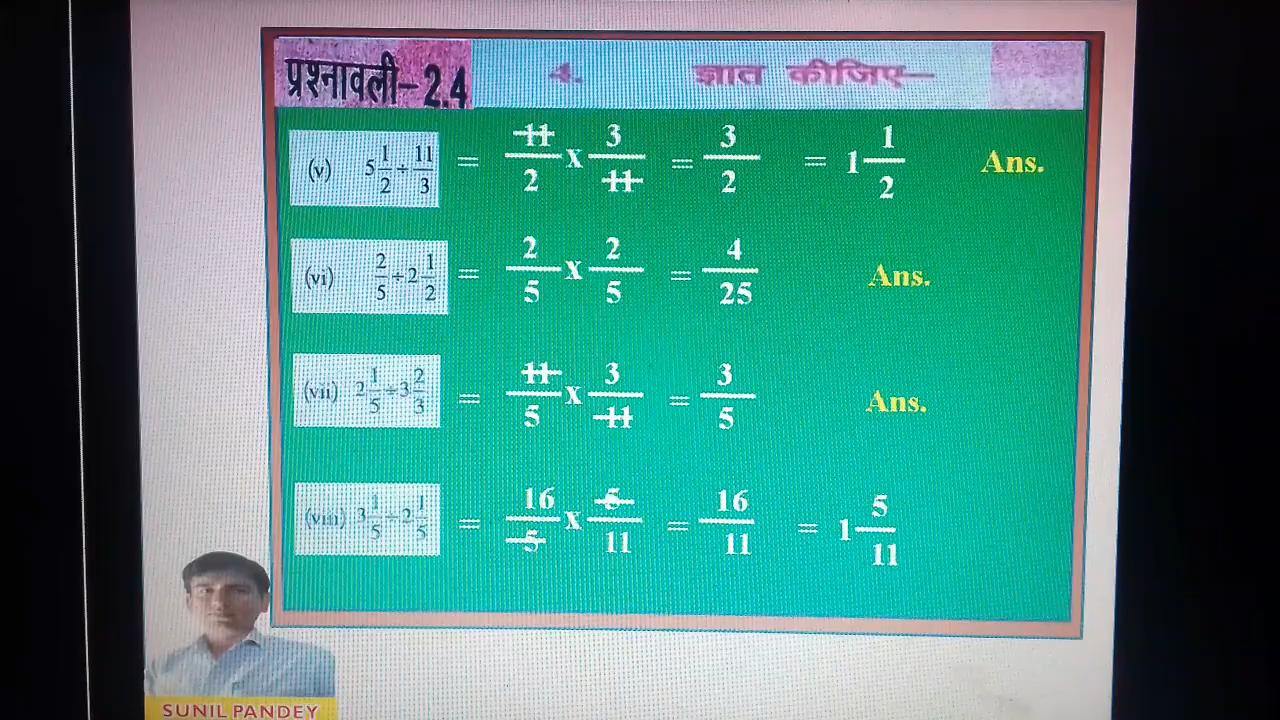 प्रश्नावली–2.4 4. ज्ञात कीजिए–
(v) 5 1/2 ÷ 11/3 = 11/2 x 3/11 = 3/2 = 1 1/2 Ans.
(vi) 2/5 ÷ 2 1/2 = 2/5 x 2/5 = 4/25 Ans.
(vii) 2 1/5 ÷ 3 2/3 = 11/5 x 3/11 = 3/5 Ans.
(viii) 3 1/5 ÷ 2 1/5 = 16/5 x 5/11 = 16/11 = 1 5/11
SUNIL PANDEY